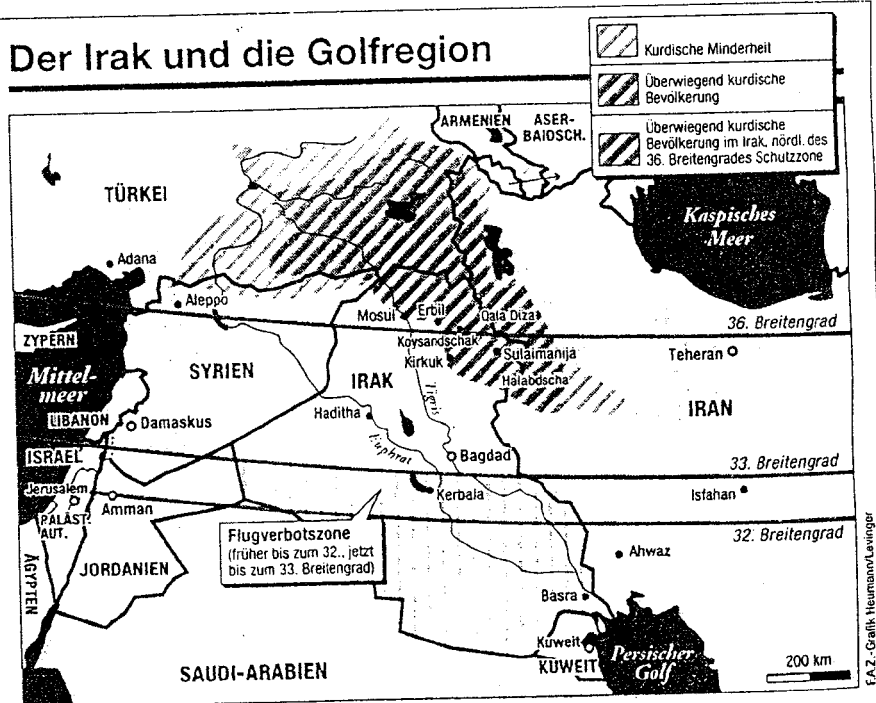 Der Irak und die Golfregion
Kurdische Minderheit
Überwiegend kurdische
Bevölkerung
Überwiegend kurdische
Bevölkerung im Irak, nördl. des
36. Breitengrades Schutzzone
ARMENIEN
ASER-
BAIDSCH.
TÜRKEI
Kaspisches
Meer
Adana
Aleppo
Mosul
Erbil
Qala Diza
36. Breitengrad
ZYPERN
Koysandschak
Kirkuk
Sulaimanija
Teheran
SYRIEN
IRAK
Mittel-
meer
Halabdscha
Tigris
IRAN
LIBANON
Damaskus
Haditha
Euphrat
Bagdad
ISRAEL
33. Breitengrad
Jerusalem
Amman
Kerbala
Isfahan
PALÄST.
AUT.
Flugverbotszone
(früher bis zum 32., jetzt
bis zum 33. Breitengrad)
32. Breitengrad
ÄGYPTEN
JORDANIEN
Ahwaz
Basra
Kuweit
KUWEIT
Persischer
Golf
SAUDI-ARABIEN
200 km
F.A.Z.-Grafik Heumann/Levinger